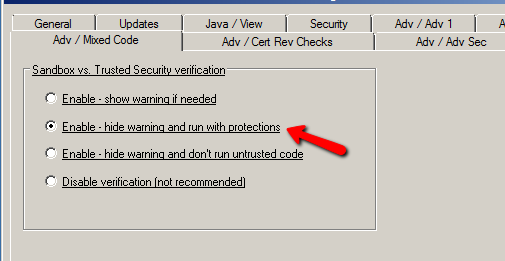 General
Updates
Java / View
Security
Adv / Adv 1
Adv / Mixed Code
Adv / Cert Rev Checks
Adv / Adv Sec
Sandbox vs. Trusted Security verification
Enable - show warning if needed
Enable - hide warning and run with protections
Enable - hide warning and don't run untrusted code
Disable verification (not recommended)